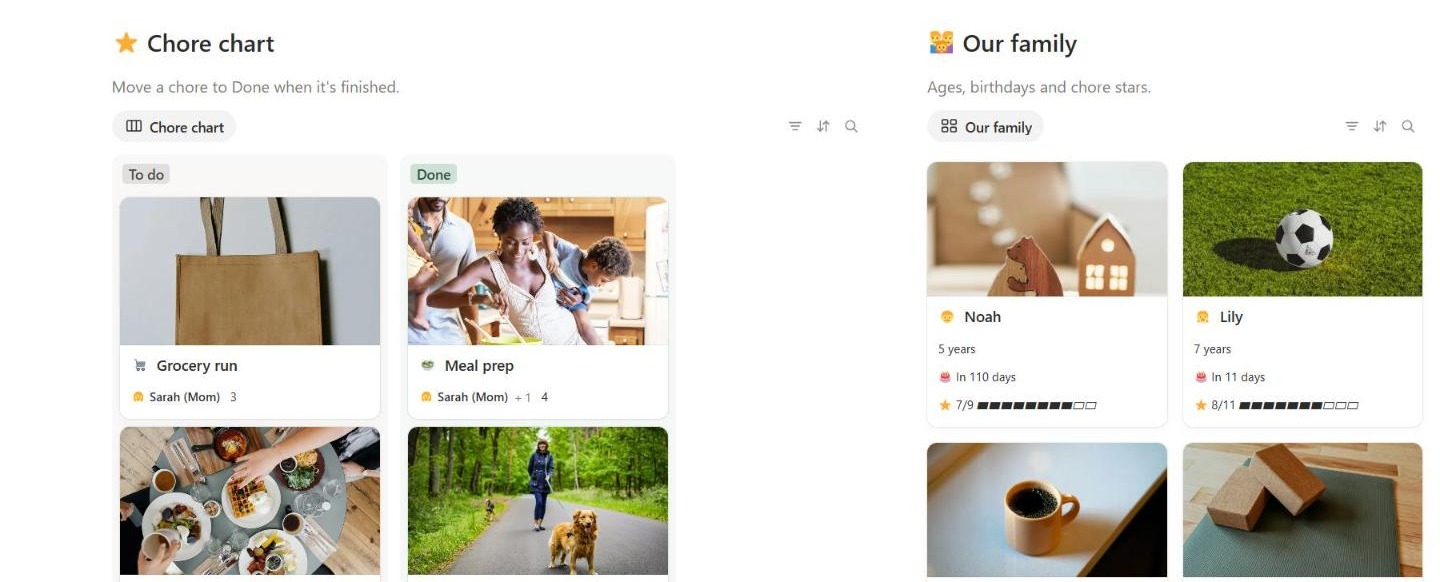 Chore chart
Move a chore to Done when it's finished.
Chore chart
To do
Grocery run
Sarah (Mom) 3
Done
Meal prep
Sarah (Mom) + 1 4
Our family
Ages, birthdays and chore stars.
Our family
Noah
5 years
In 110 days
7/9
Lily
7 years
In 11 days
8/11